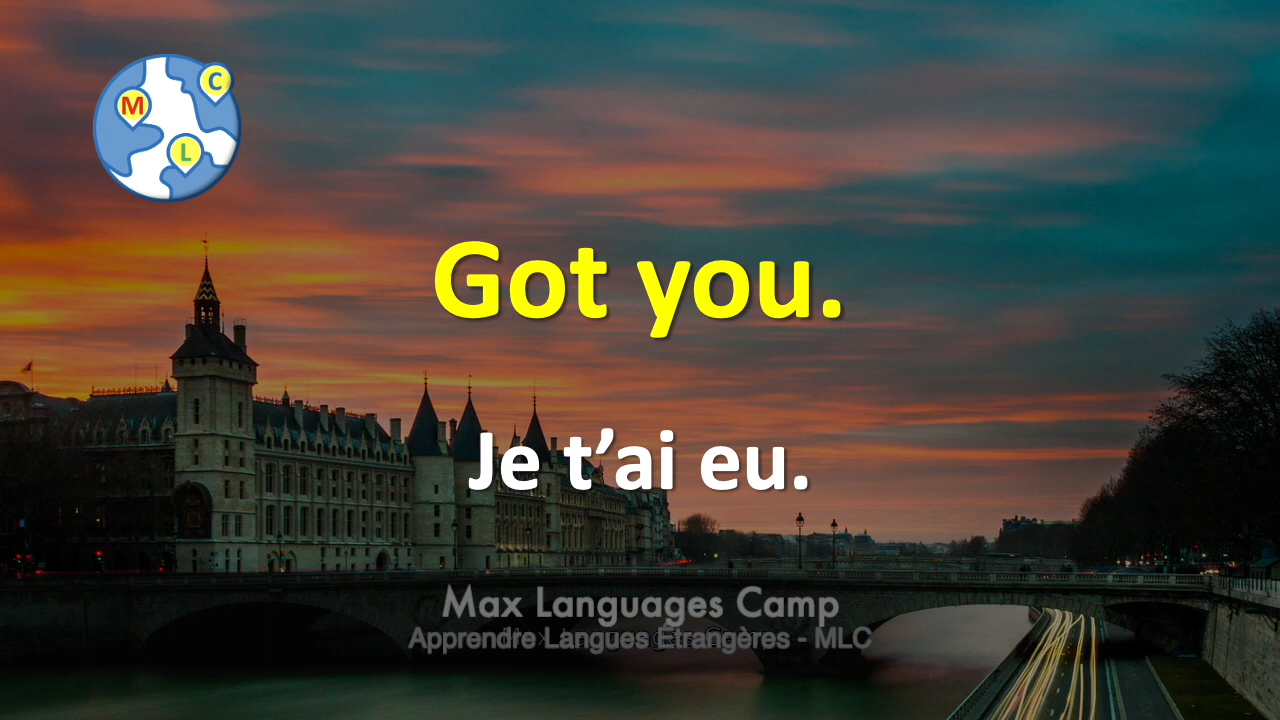 M
C
L
Got you.
Je t’ai eu.
Max Languages Camp
Apprendre Langues Étrangères - MLC